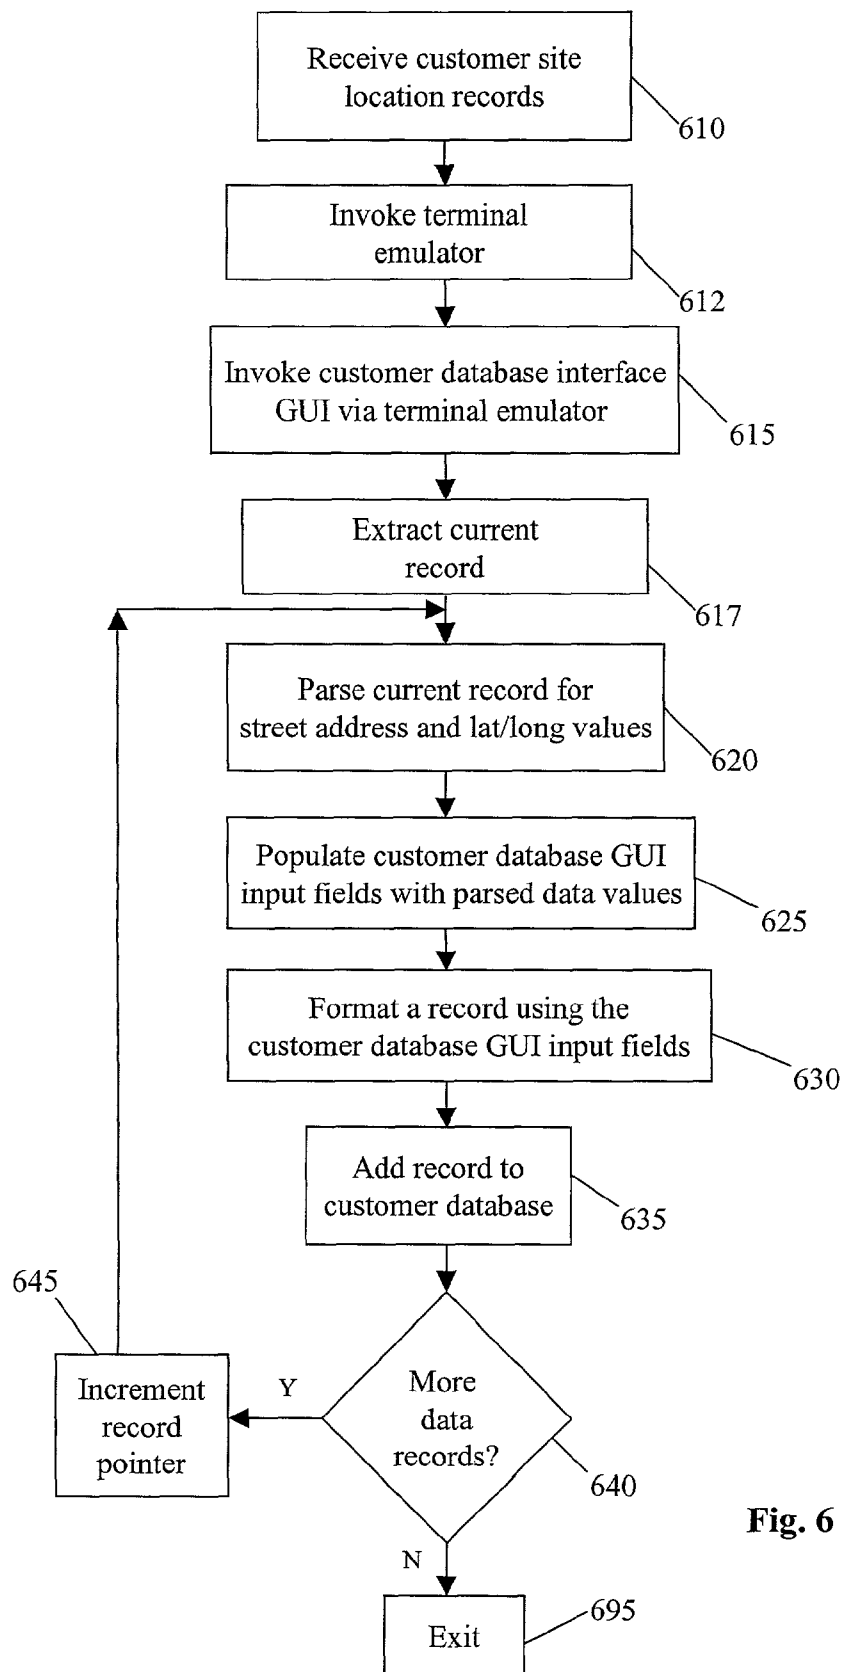 Receive customer site
location records
610
Invoke terminal
emulator
612
Invoke customer database interface
GUI via terminal emulator
615
Extract current
record
617
Parse current record for
street address and lat/long values
620
Populate customer database GUI
input fields with parsed data values
625
Format a record using the
customer database GUI input fields
630
Add record to
customer database
635
645
Increment
record
pointer
Y
More
data
records?
640
N
Fig. 6
Exit
695